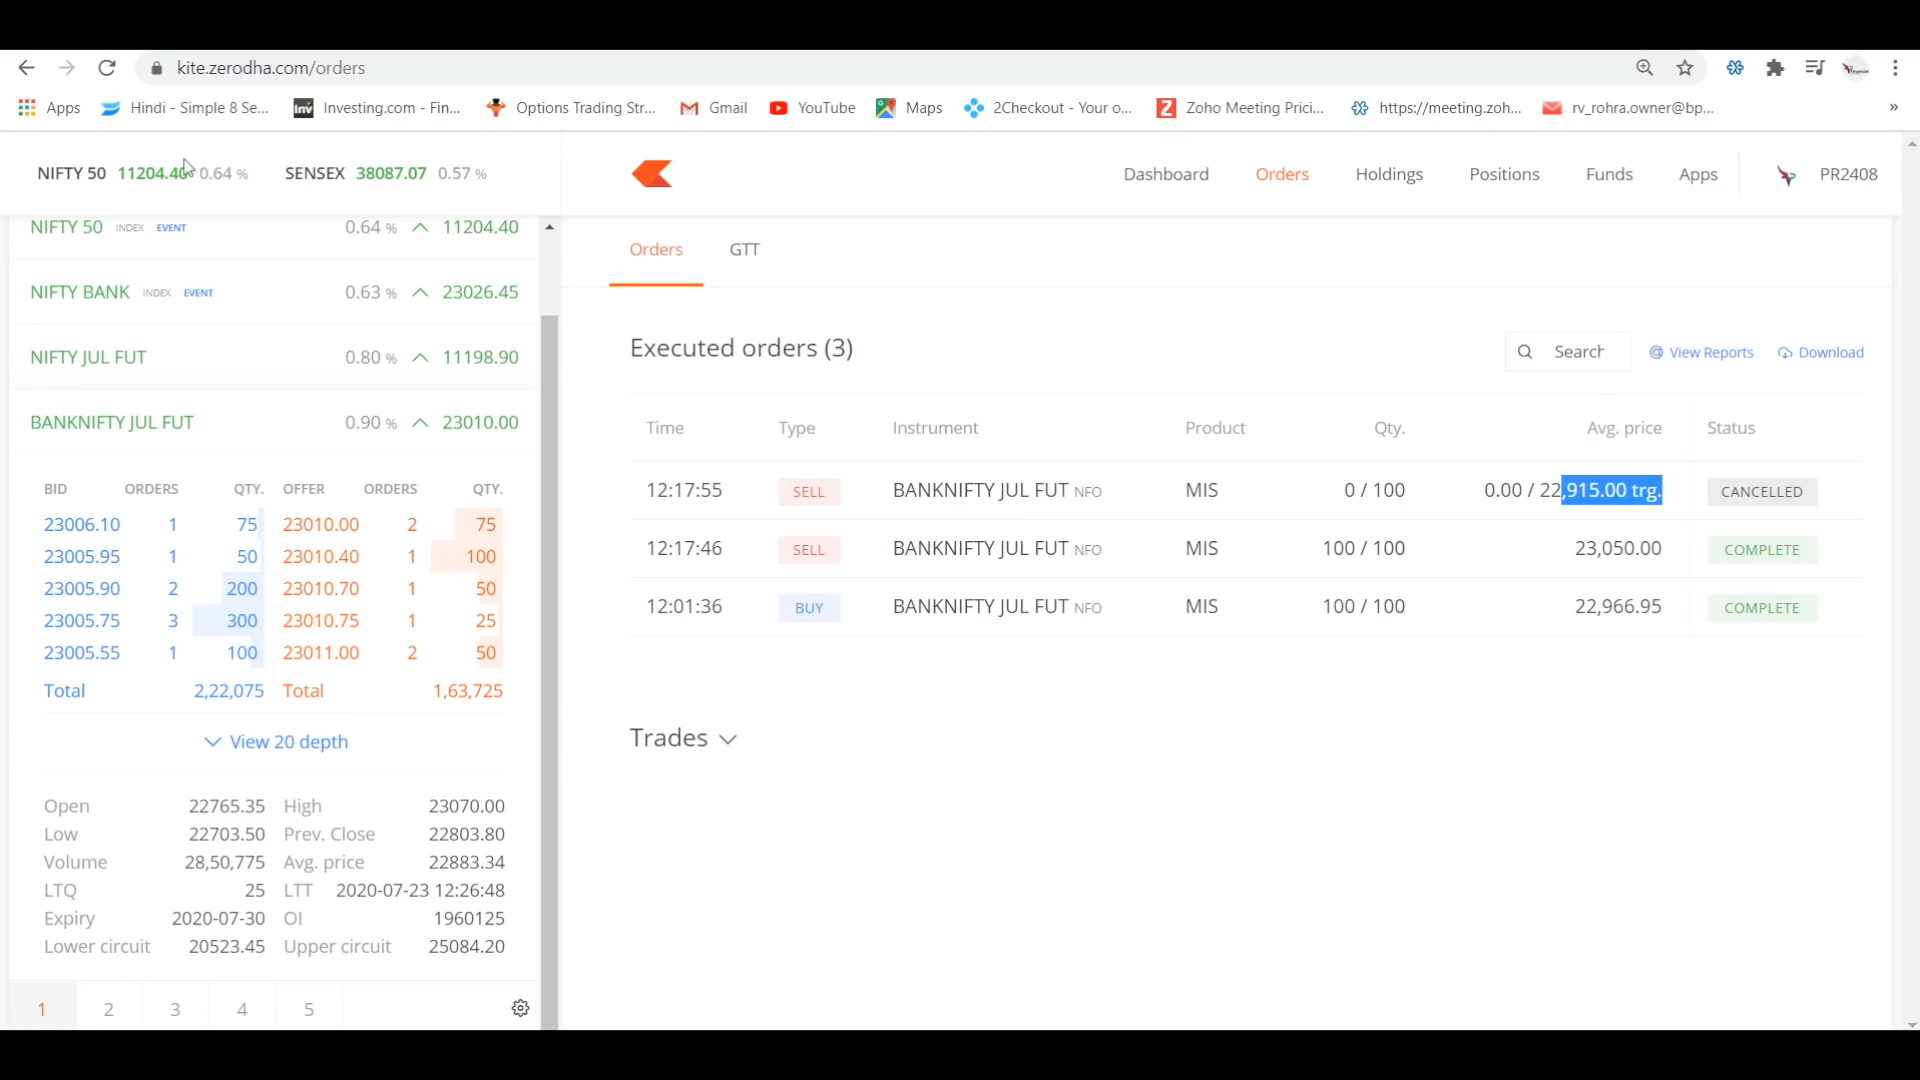 kite.zerodha.com/orders
Apps Hindi - Simple 8 Se... Inv Investing.com - Fin... Options Trading Str... Gmail YouTube Maps 2Checkout - Your o... Z Zoho Meeting Prici... https://meeting.zoh... rv_rohra.owner@bp... »
NIFTY 50 11204.40 0.64 % SENSEX 38087.07 0.57 %
Dashboard Orders Holdings Positions Funds Apps PR2408
NIFTY 50 INDEX EVENT 0.64 % 11204.40
NIFTY BANK INDEX EVENT 0.63 % 23026.45
NIFTY JUL FUT 0.80 % 11198.90
BANKNIFTY JUL FUT 0.90 % 23010.00
BID ORDERS QTY. OFFER ORDERS QTY.
23006.10 1 75 23010.00 2 75
23005.95 1 50 23010.40 1 100
23005.90 2 200 23010.70 1 50
23005.75 3 300 23010.75 1 25
23005.55 1 100 23011.00 2 50
Total 2,22,075 Total 1,63,725
View 20 depth
Open 22765.35 High 23070.00
Low 22703.50 Prev. Close 22803.80
Volume 28,50,775 Avg. price 22883.34
LTQ 25 LTT 2020-07-23 12:26:48
Expiry 2020-07-30 OI 1960125
Lower circuit 20523.45 Upper circuit 25084.20
1 2 3 4 5
Orders GTT
Executed orders (3) Search View Reports Download
Time Type Instrument Product Qty. Avg. price Status
12:17:55 SELL BANKNIFTY JUL FUT NFO MIS 0 / 100 0.00 / 22,915.00 trg. CANCELLED
12:17:46 SELL BANKNIFTY JUL FUT NFO MIS 100 / 100 23,050.00 COMPLETE
12:01:36 BUY BANKNIFTY JUL FUT NFO MIS 100 / 100 22,966.95 COMPLETE
Trades